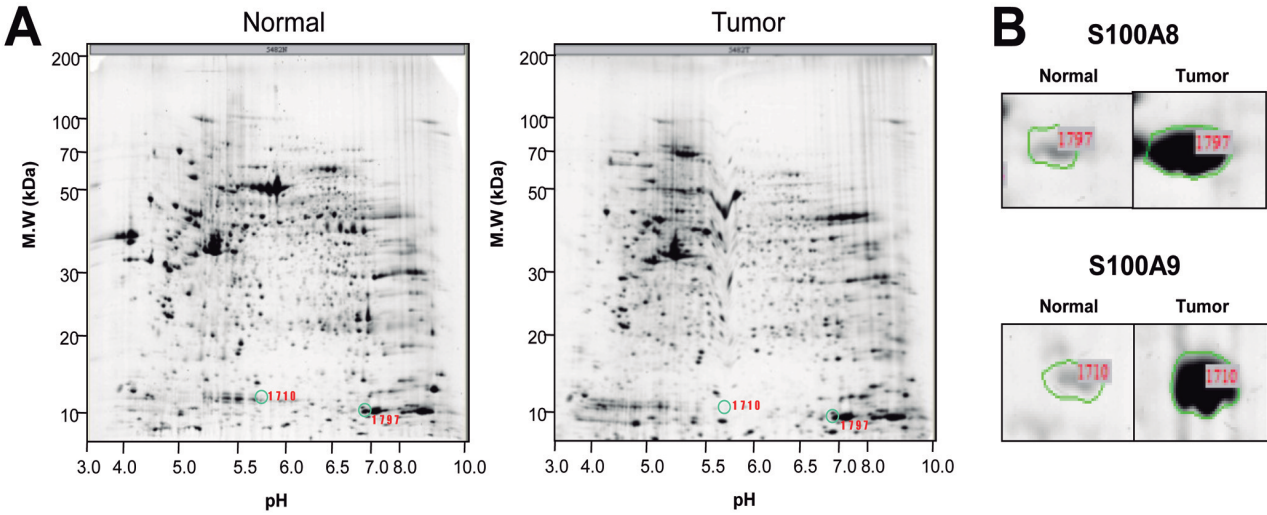 A
Normal
5482N
200
100
70
50
30
20
10
M.W (kDa)
1710
1797
3.0 4.0 5.0 5.5 6.0 6.5 7.0 8.0 10.0
pH
Tumor
5482T
200
100
70
50
30
20
10
M.W (kDa)
1710
1797
3.0 4.0 5.0 5.5 6.0 6.5 7.0 8.0 10.0
pH
B
S100A8
Normal Tumor
1797 1797
S100A9
Normal Tumor
1710 1710